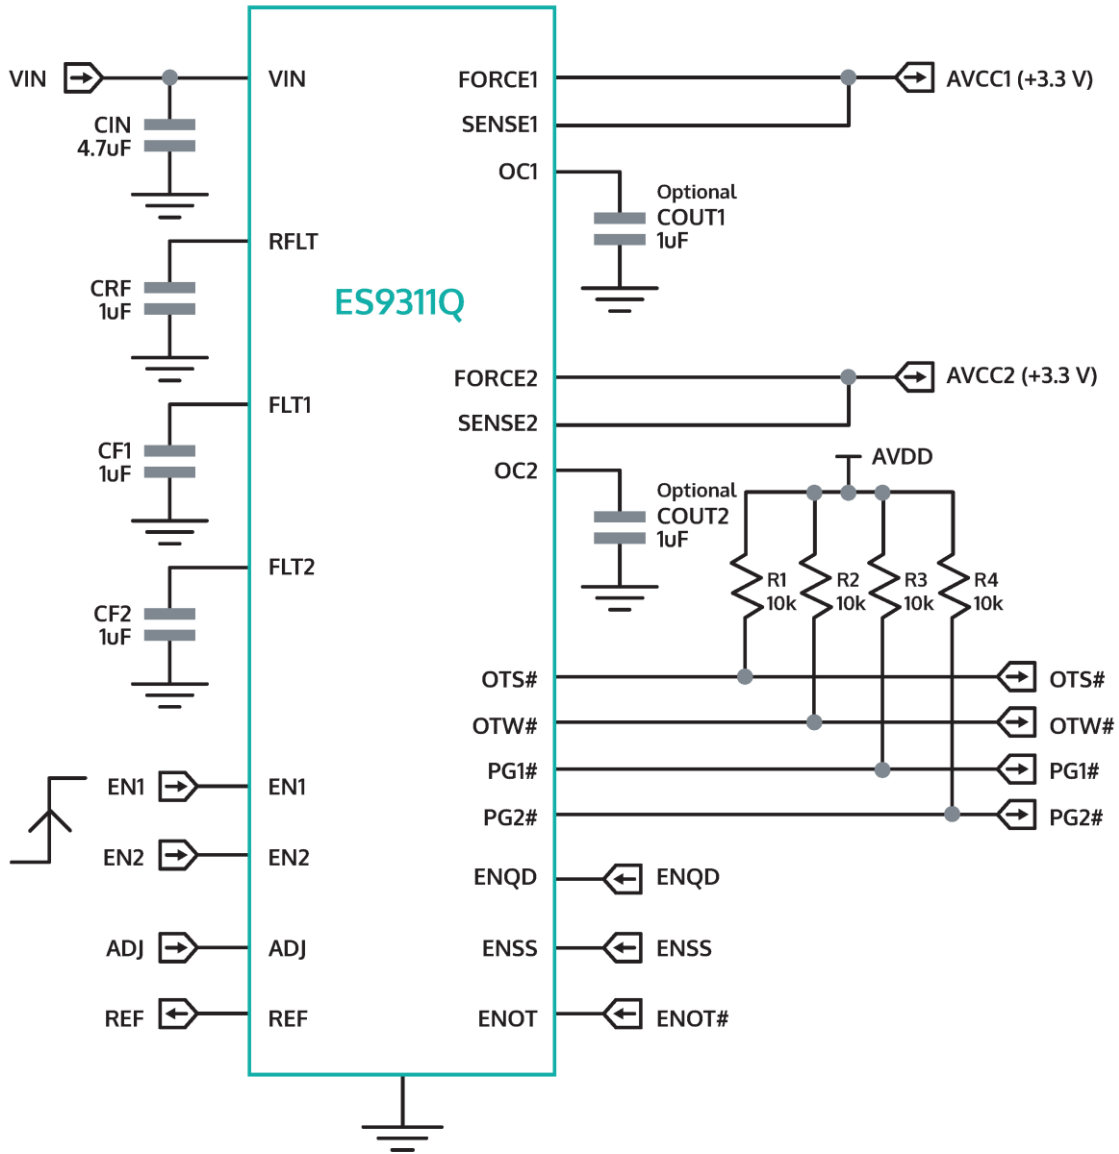 VIN
VIN
CIN
4.7uF
RFLT
CRF
1uF
FLT1
CF1
1uF
FLT2
CF2
1uF
EN1
EN1
EN2
EN2
ADJ
ADJ
REF
REF
ES9311Q
FORCE1
AVCC1 (+3.3 V)
SENSE1
OC1
Optional
COUT1
1uF
FORCE2
AVCC2 (+3.3 V)
SENSE2
OC2
Optional
COUT2
1uF
AVDD
R1
10k
R2
10k
R3
10k
R4
10k
OTS#
OTS#
OTW#
OTW#
PG1#
PG1#
PG2#
PG2#
ENQD
ENQD
ENSS
ENSS
ENOT
ENOT#